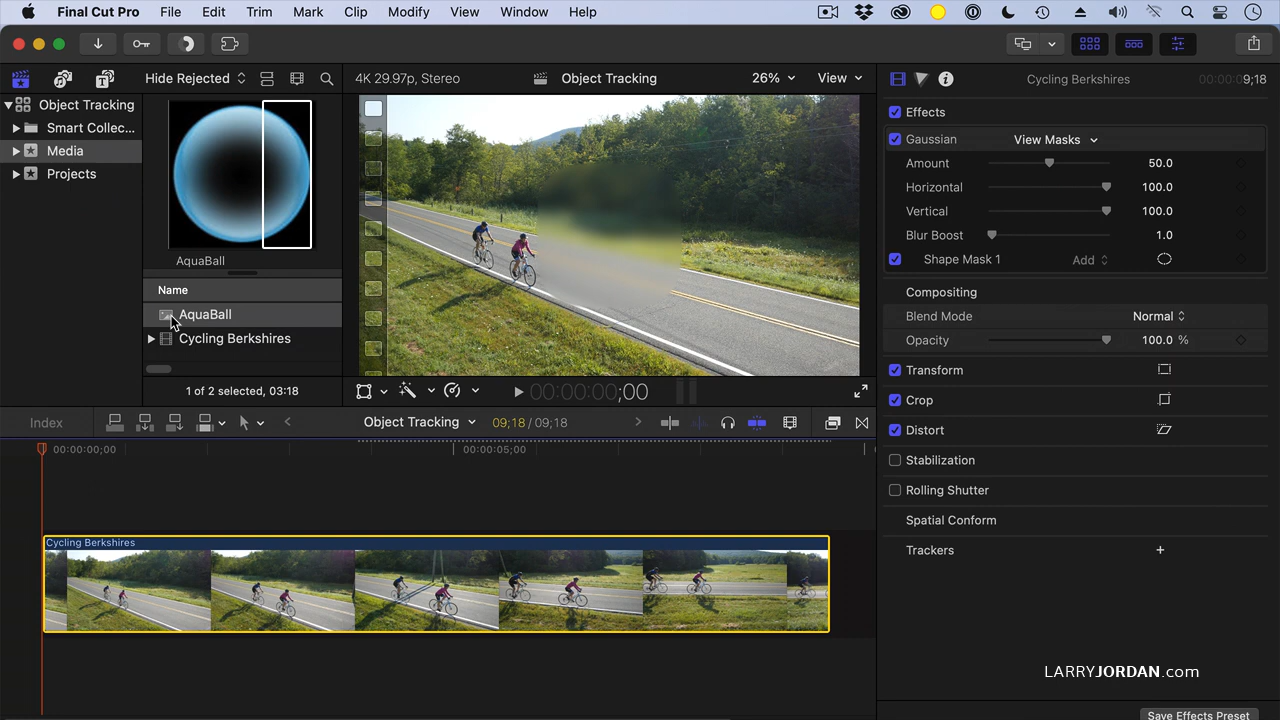 Final Cut Pro File Edit Trim Mark Clip Modify View Window Help
Hide Rejected 4K 29.97p, Stereo Object Tracking 26% View Cycling Berkshires 00:00:09;18
Object Tracking
Smart Collec...
Media
Projects
AquaBall
Name
AquaBall
Cycling Berkshires
1 of 2 selected, 03:18
00:00:00;00
Effects
Gaussian View Masks
Amount 50.0
Horizontal 100.0
Vertical 100.0
Blur Boost 1.0
Shape Mask 1 Add
Compositing
Blend Mode Normal
Opacity 100.0 %
Transform
Crop
Distort
Stabilization
Rolling Shutter
Spatial Conform
Trackers +
Index Object Tracking 09;18 / 09;18
00:00:00;00 00:00:05;00
Cycling Berkshires
LARRYJORDAN.com
Save Effects Preset